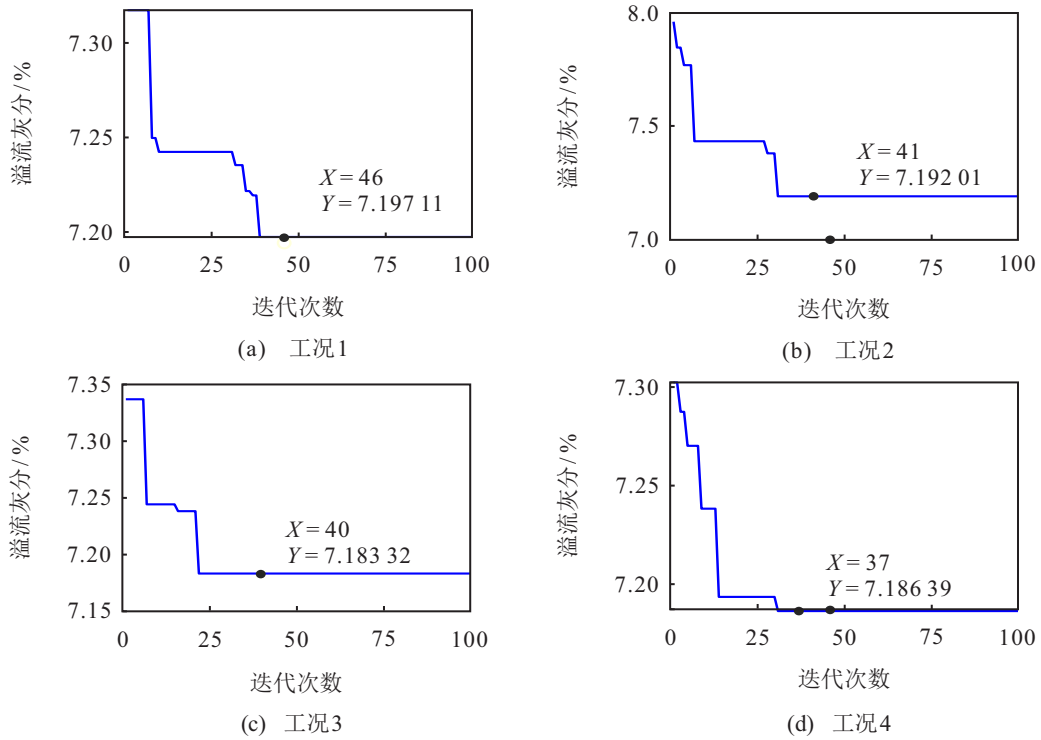 溢流灰分/%
7.30
7.25
7.20
X=46
Y=7.197 11
0 25 50 75 100
迭代次数
(a) 工况1
溢流灰分/%
8.0
7.5
7.0
X=41
Y=7.192 01
0 25 50 75 100
迭代次数
(b) 工况2
溢流灰分/%
7.35
7.30
7.25
7.20
7.15
X=40
Y=7.183 32
0 25 50 75 100
迭代次数
(c) 工况3
溢流灰分/%
7.30
7.25
7.20
X=37
Y=7.186 39
0 25 50 75 100
迭代次数
(d) 工况4